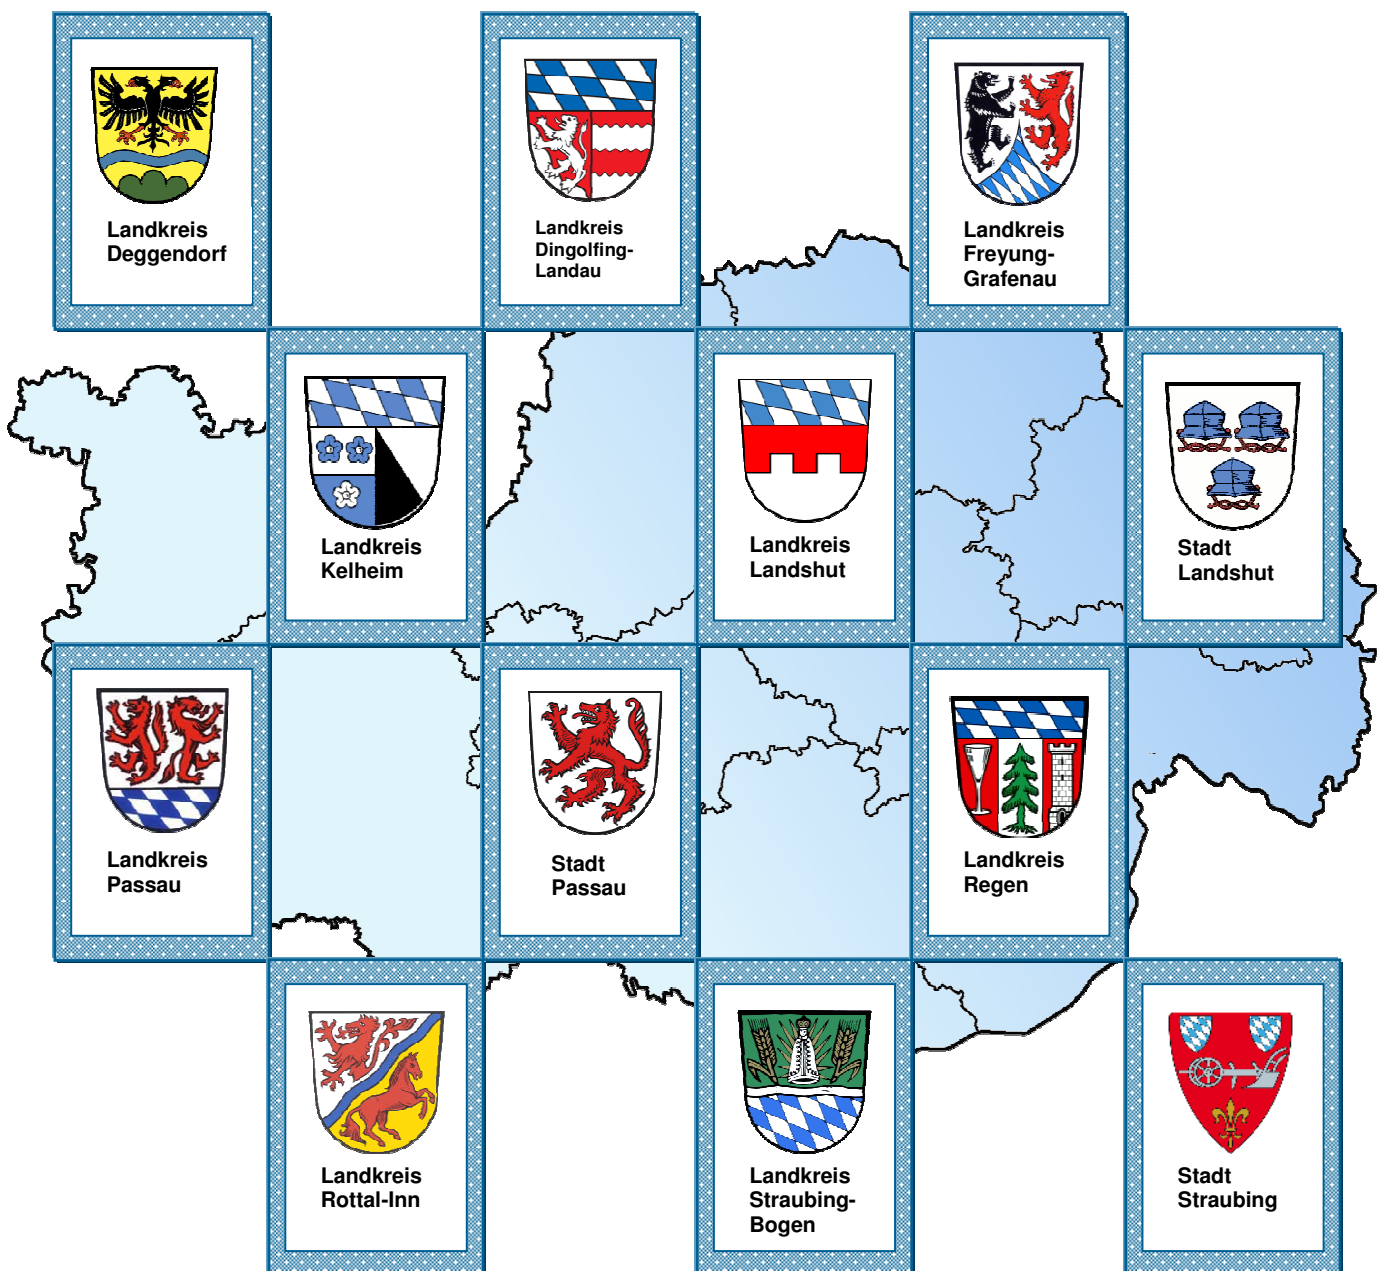 Landkreis
Deggendorf
Landkreis
Dingolfing-
Landau
Landkreis
Freyung-
Grafenau
Landkreis
Kelheim
Landkreis
Landshut
Stadt
Landshut
Landkreis
Passau
Stadt
Passau
Landkreis
Regen
Landkreis
Rottal-Inn
Landkreis
Straubing-
Bogen
Stadt
Straubing